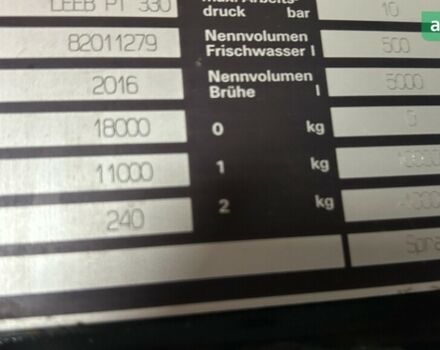 LEEB PT 330
druck bar 10
82011279 Nennvolumen
Frischwasser l 500
2016 Nennvolumen
Brühe l 5000
18000 0 kg
11000 1 kg
240 2 kg